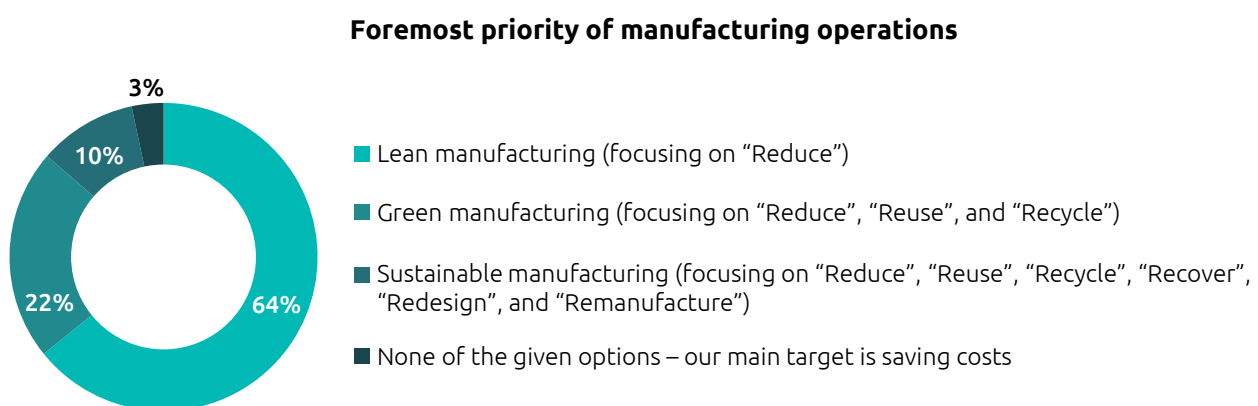 Foremost priority of manufacturing operations
3%
10%
22%
64%
Lean manufacturing (focusing on “Reduce”)
Green manufacturing (focusing on “Reduce”, “Reuse”, and “Recycle”)
Sustainable manufacturing (focusing on “Reduce”, “Reuse”, “Recycle”, “Recover”,
“Redesign”, and “Remanufacture”)
None of the given options – our main target is saving costs